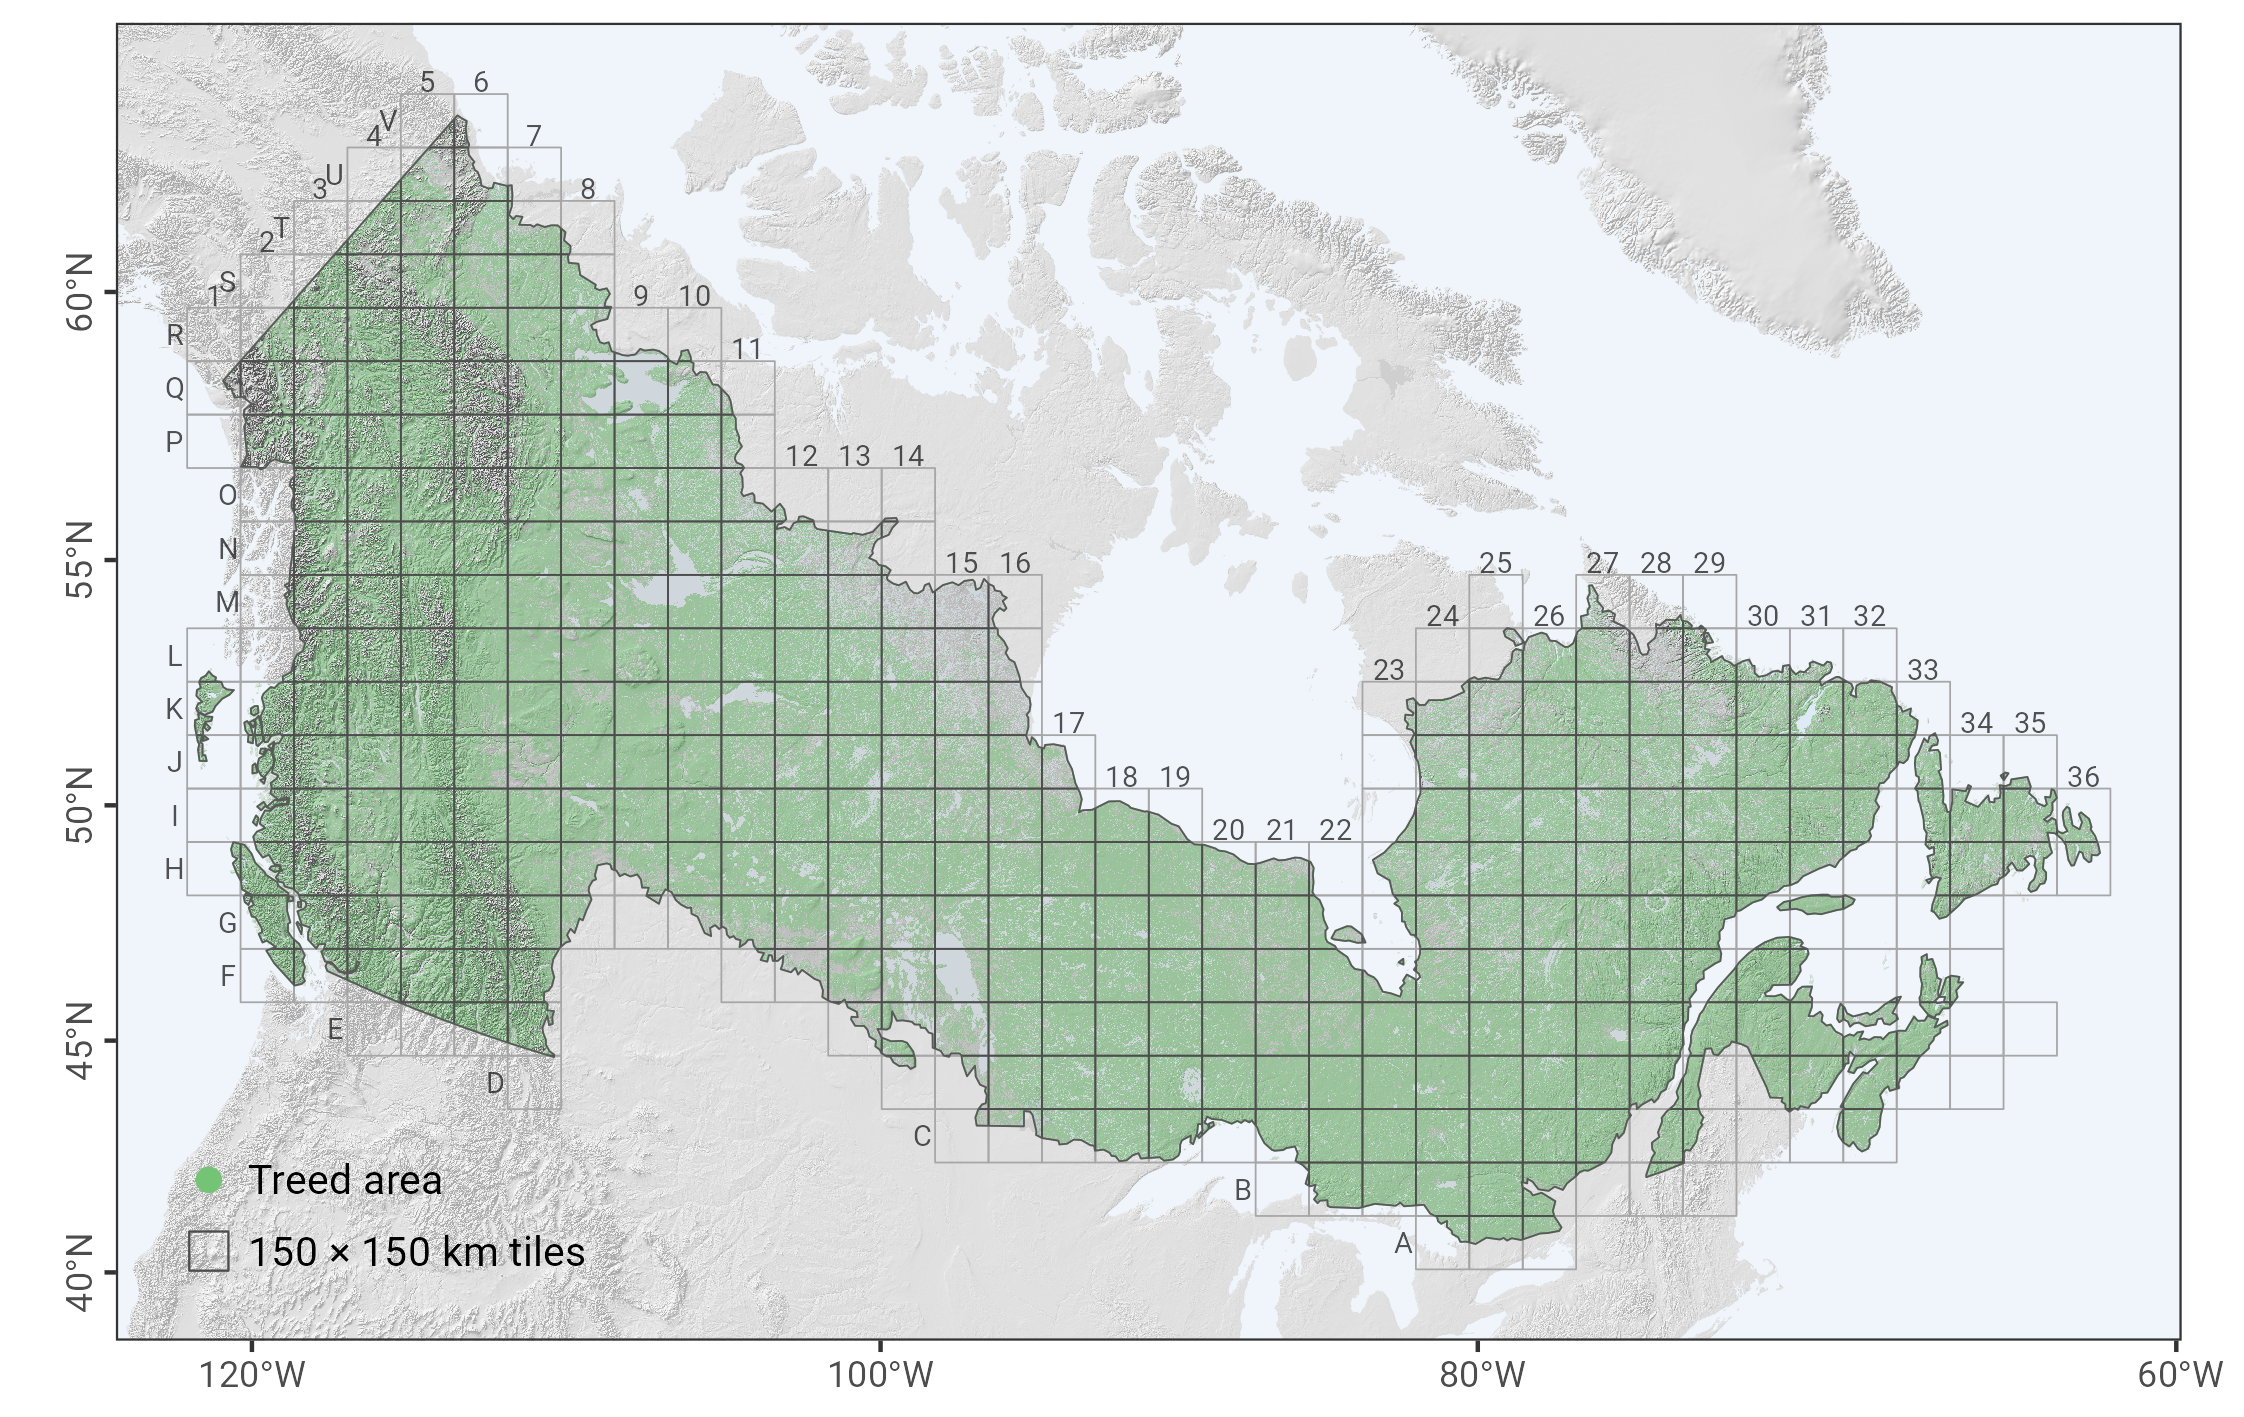 5 6
V
4 7
U
3 8
T
2
S
1 9 10
R
11
Q
P
12 13 14
O
N
15 16 25 27 28 29
M
24 26 30 31 32
L
23 33
K
17 34 35
J
18 19 36
I
20 21 22
H
G
F
E
D
C
B
A
60°N
55°N
50°N
45°N
40°N
Treed area
150 × 150 km tiles
120°W 100°W 80°W 60°W